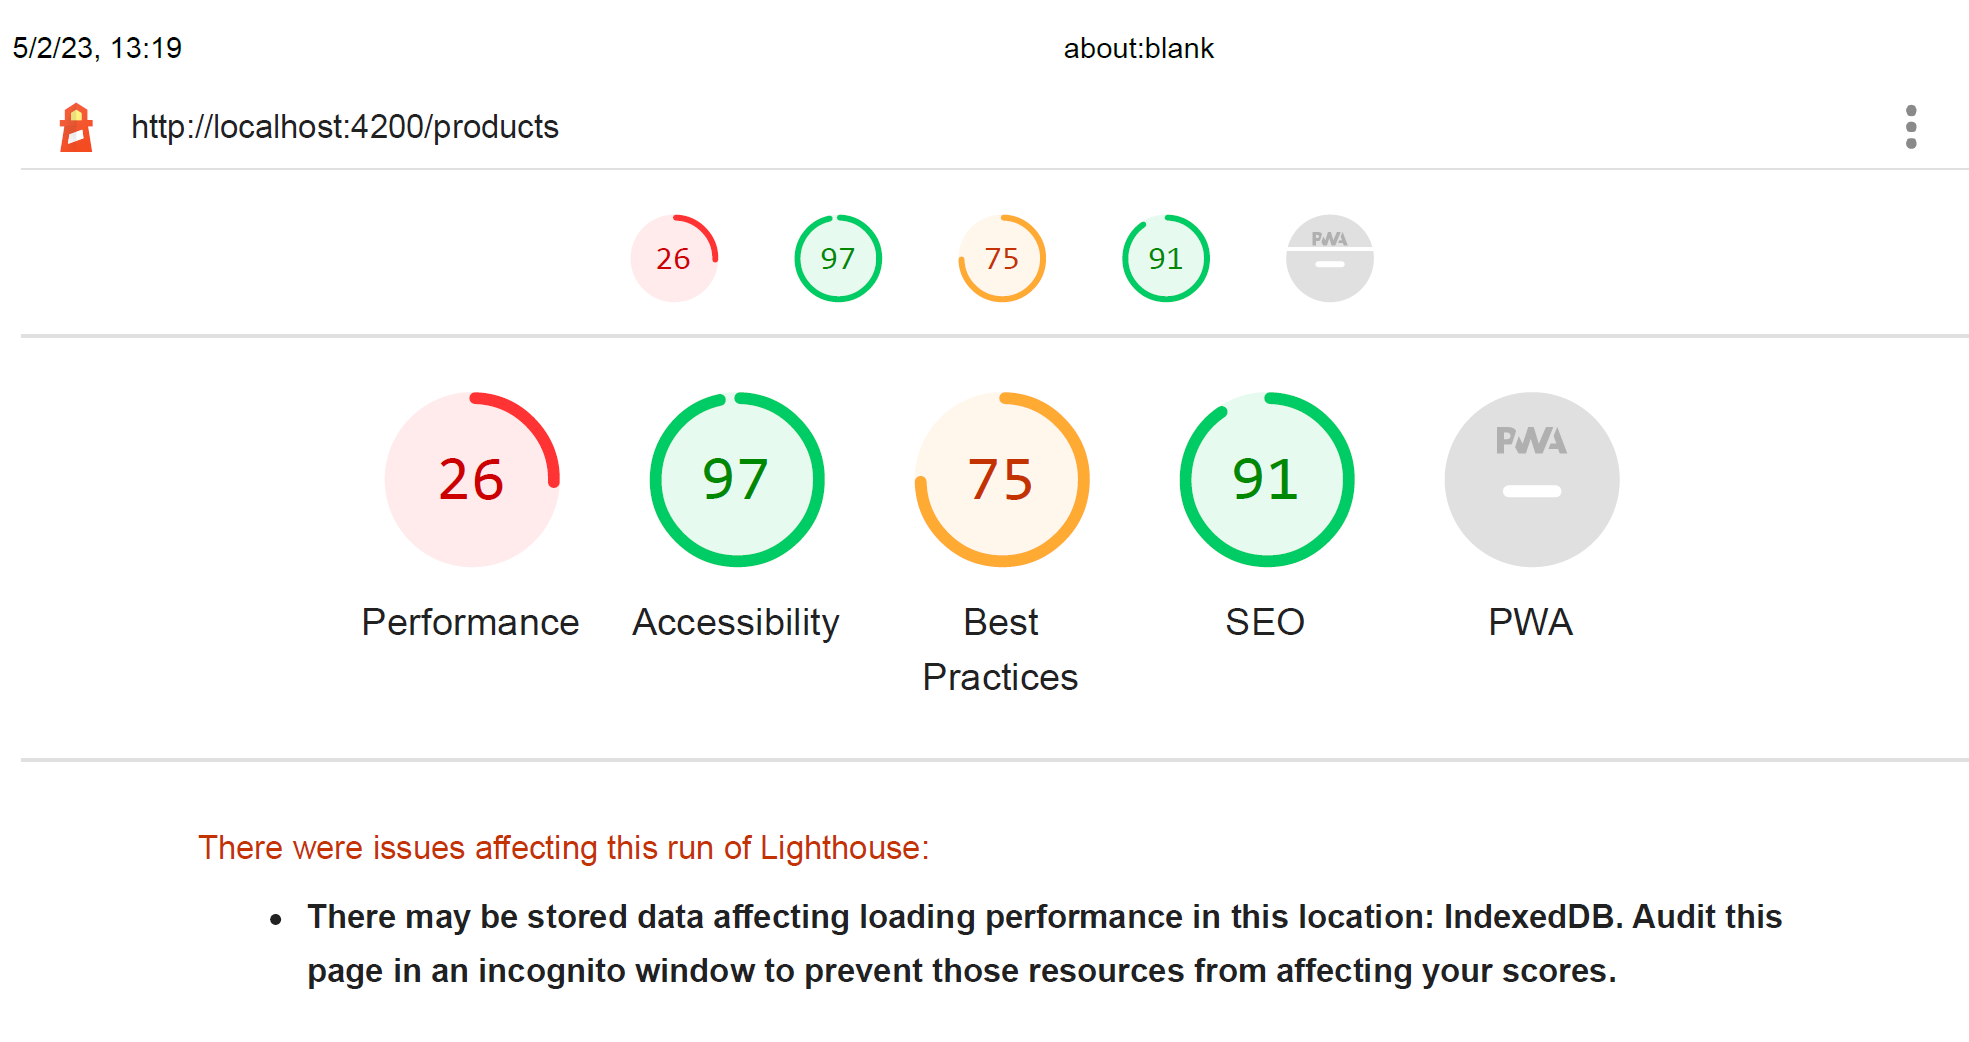 5/2/23, 13:19
about:blank
http://localhost:4200/products
26
97
75
91
PWA
26
97
75
91
PWA
Performance
Accessibility
Best
Practices
SEO
PWA
There were issues affecting this run of Lighthouse:
There may be stored data affecting loading performance in this location: IndexedDB. Audit this
page in an incognito window to prevent those resources from affecting your scores.